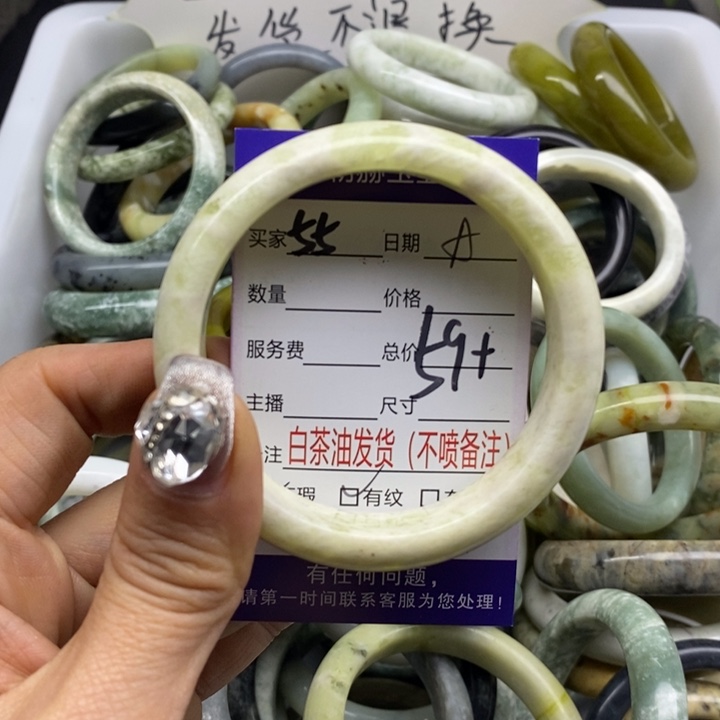 发货不退换
买家 55 日期 A
数量 价格
服务费 总价 59+
主播 尺寸
注 白茶油发货（不喷备注）
瑕 有纹
有任何问题，
请第一时间联系客服为您处理！